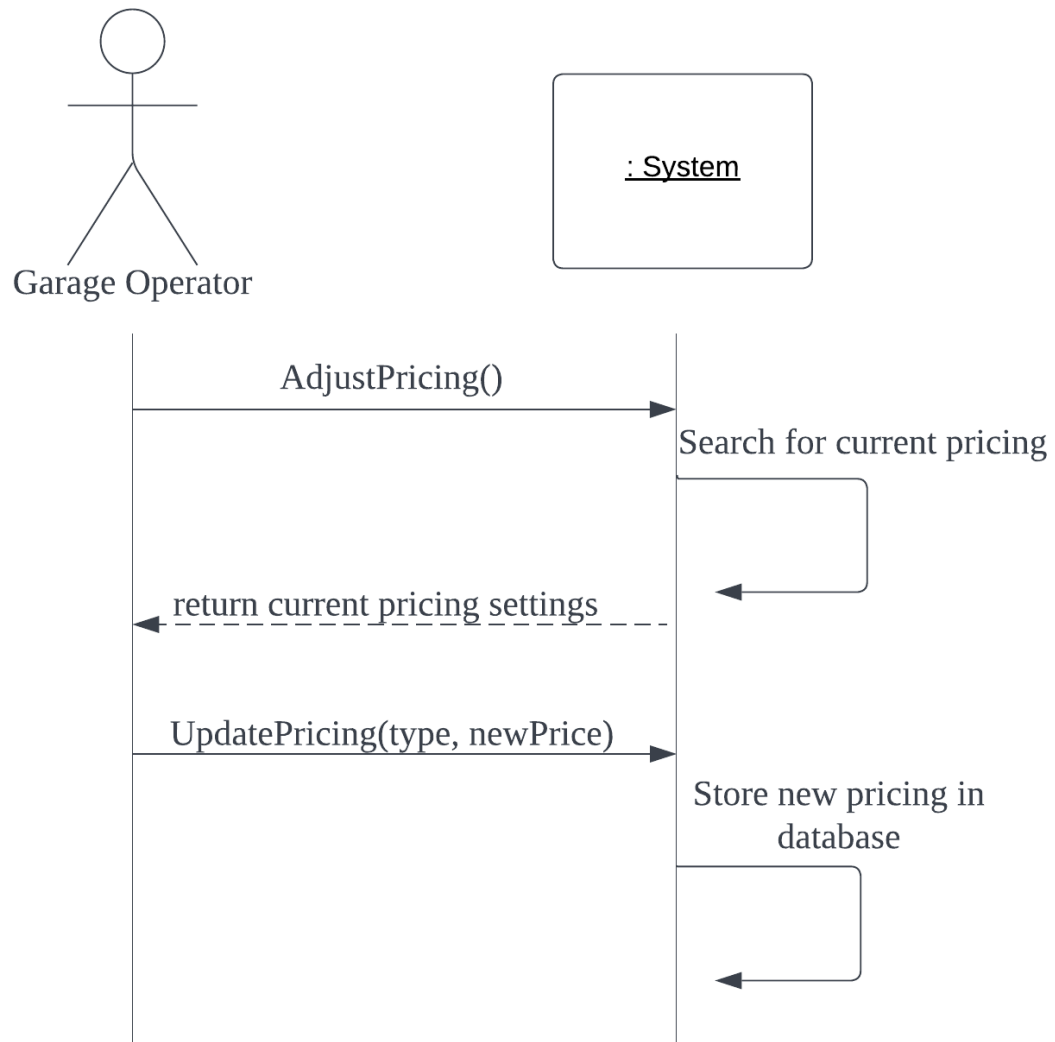 : System
Garage Operator
AdjustPricing()
Search for current pricing
return current pricing settings
UpdatePricing(type, newPrice)
Store new pricing in
database